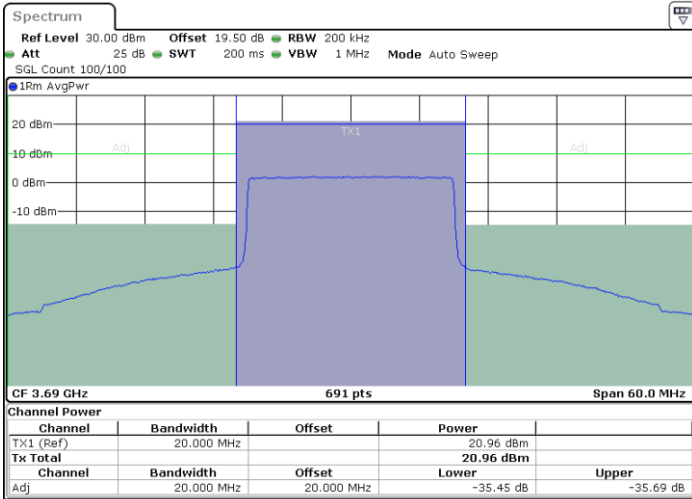 Spectrum
Ref Level 30.00 dBm Offset 19.50 dB RBW 200 kHz
Att 25 dB SWT 200 ms VBW 1 MHz Mode Auto Sweep
SGL Count 100/100
1Rm AvgPwr
20 dBm
TX1
Adj
Adj
10 dBm
0 dBm
-10 dBm
CF 3.69 GHz 691 pts Span 60.0 MHz
Channel Power
Channel Bandwidth Offset Power
TX1 (Ref) 20.000 MHz 20.96 dBm
Tx Total 20.96 dBm
Channel Bandwidth Offset Lower Upper
Adj 20.000 MHz 20.000 MHz -35.45 dB -35.69 dB